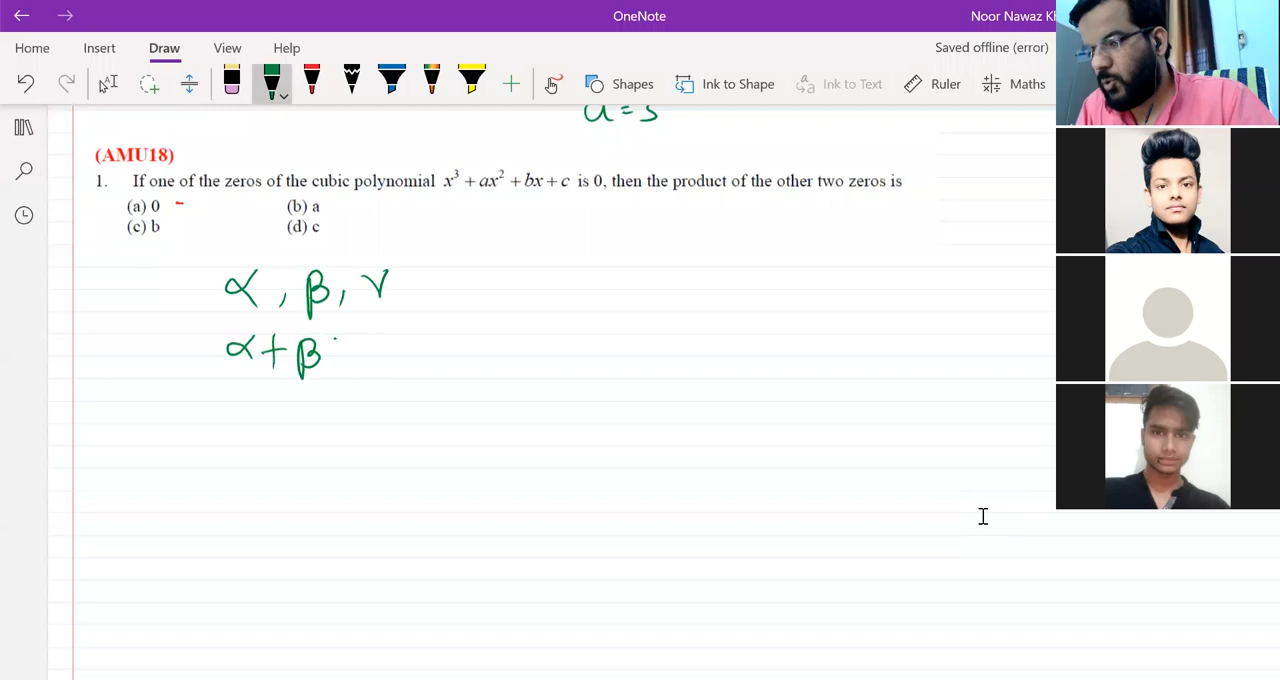 OneNote
Noor Nawaz
Home Insert Draw View Help
Saved offline (error)
Shapes Ink to Shape Ink to Text Ruler Maths
a = 5
(AMU18)
1. If one of the zeros of the cubic polynomial x³ + ax² + bx + c is 0, then the product of the other two zeros is
(a) 0 (b) a
(c) b (d) c
α, β, γ
α + β